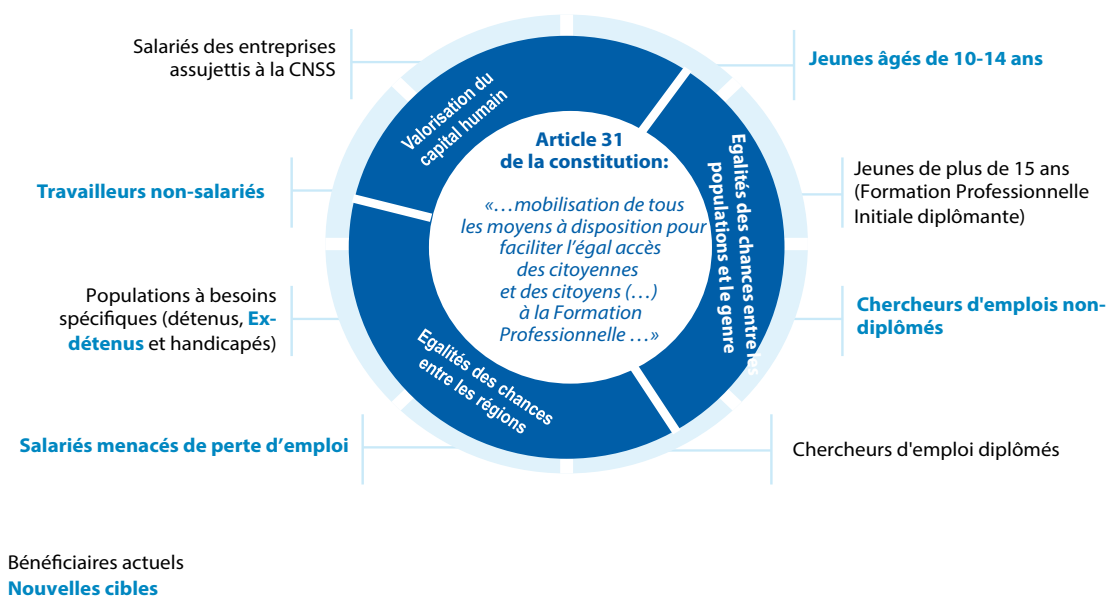 Salariés des entreprises
assujettis à la CNSS
Jeunes âgés de 10-14 ans
Valorisation du
capital humain
Article 31
de la constitution:
«…mobilisation de tous
les moyens à disposition pour
faciliter l’égal accès
des citoyennes
et des citoyens (…)
à la Formation
Professionnelle …»
Egalités des chances entre les
populations et le genre
Travailleurs non-salariés
Jeunes de plus de 15 ans
(Formation Professionnelle
Initiale diplômante)
Populations à besoins
spécifiques (détenus, Ex-
détenus et handicapés)
Chercheurs d'emplois non-
diplômés
Egalités des chances
entre les régions
Salariés menacés de perte d’emploi
Chercheurs d'emploi diplômés
Bénéficiaires actuels
Nouvelles cibles